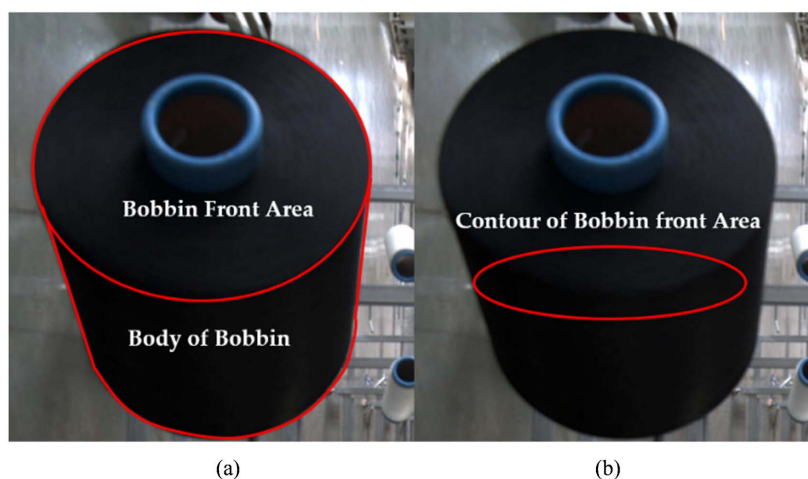 Bobbin Front Area
Body of Bobbin
Contour of Bobbin front Area
(a)
(b)